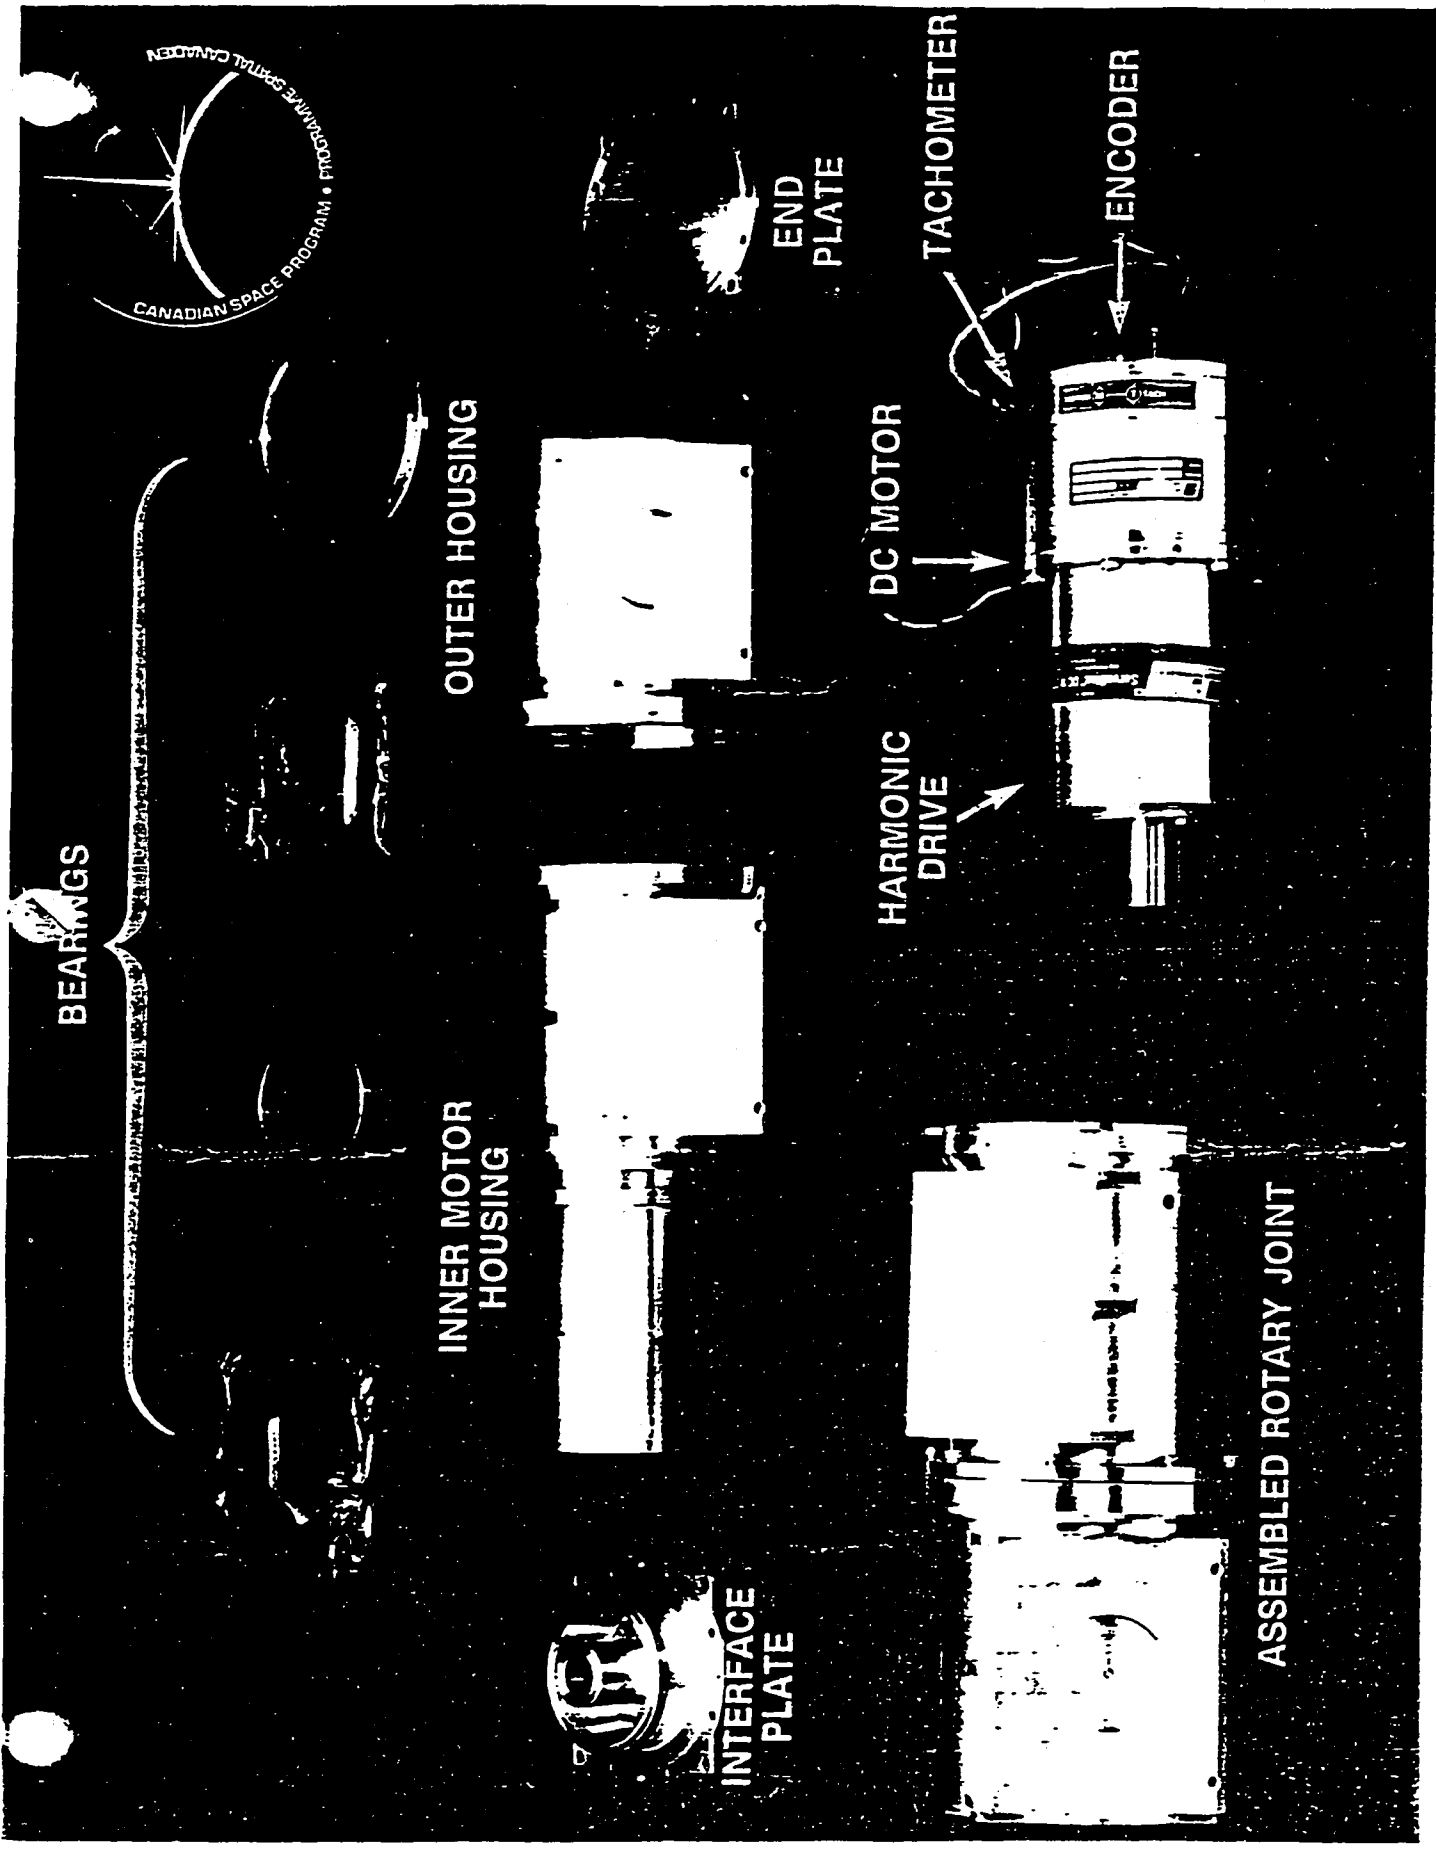 BEARINGS
CANADIAN SPACE PROGRAM • PROGRAMME SPATIAL CANADIEN
INNER MOTOR
HOUSING
OUTER HOUSING
INTERFACE
PLATE
END
PLATE
HARMONIC
DRIVE
DC MOTOR
TACHOMETER
ENCODER
ASSEMBLED ROTARY JOINT